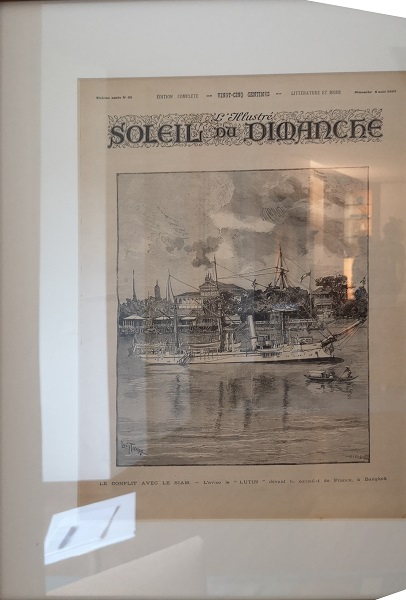 ÉDITION COMPLÈTE — VINGT-CINQ CENTIMES — LITTÉRATURE ET MODE
L'Illustré
SOLEIL DU DIMANCHE
LE CONFLIT AVEC LE SIAM. — L'aviso le "LUTIN" devant le consulat de France, à Bangkok